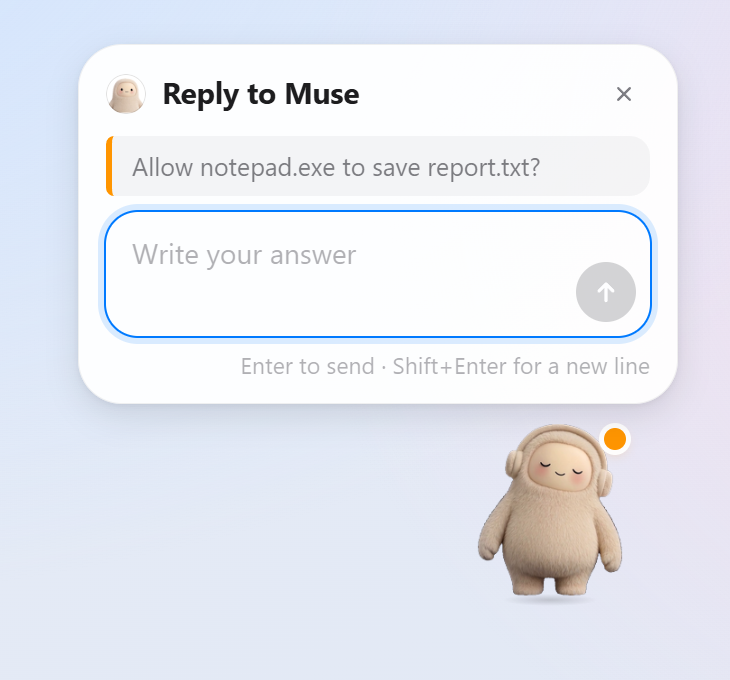 Reply to Muse
Allow notepad.exe to save report.txt?
Write your answer
Enter to send · Shift+Enter for a new line